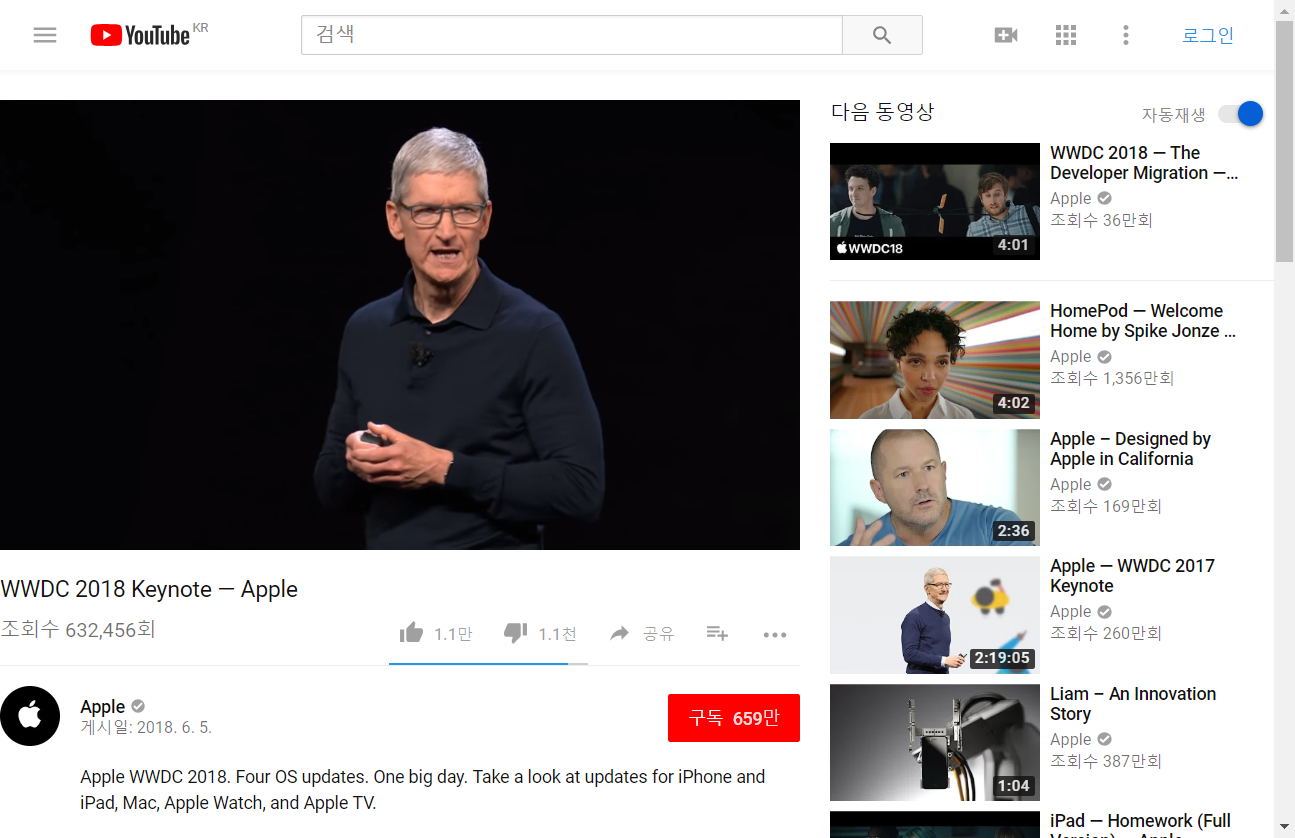 YouTube KR
검색
로그인
WWDC 2018 Keynote — Apple
조회수 632,456회
1.1만
1.1천
공유
Apple
게시일: 2018. 6. 5.
구독 659만
Apple WWDC 2018. Four OS updates. One big day. Take a look at updates for iPhone and
iPad, Mac, Apple Watch, and Apple TV.
다음 동영상
자동재생
WWDC18
4:01
WWDC 2018 — The
Developer Migration —...
Apple
조회수 36만회
4:02
HomePod — Welcome
Home by Spike Jonze ...
Apple
조회수 1,356만회
2:36
Apple – Designed by
Apple in California
Apple
조회수 169만회
2:19:05
Apple — WWDC 2017
Keynote
Apple
조회수 260만회
1:04
Liam – An Innovation
Story
Apple
조회수 387만회
iPad — Homework (Full
Version) — Apple